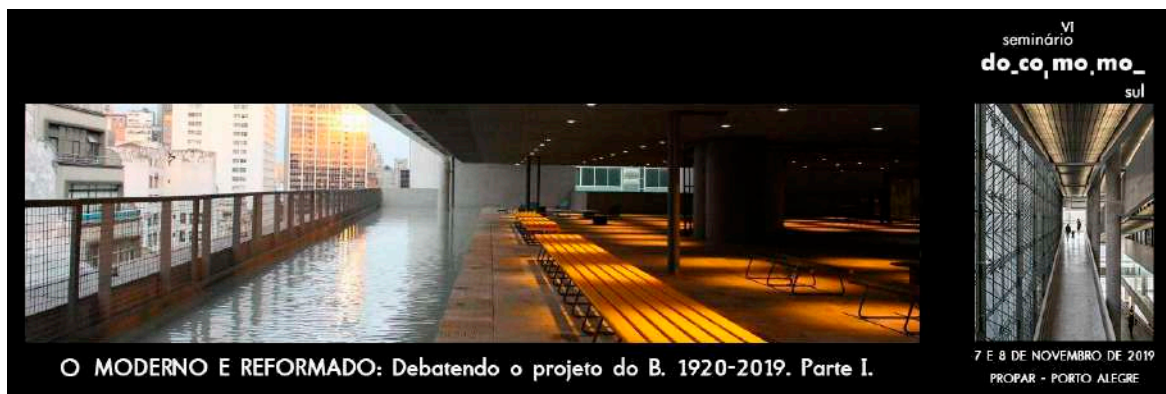 VI
seminário
do_co,mo,mo_
sul
O MODERNO E REFORMADO: Debatendo o projeto do B. 1920-2019. Parte I.
7 E 8 DE NOVEMBRO DE 2019
PROPAR - PORTO ALEGRE